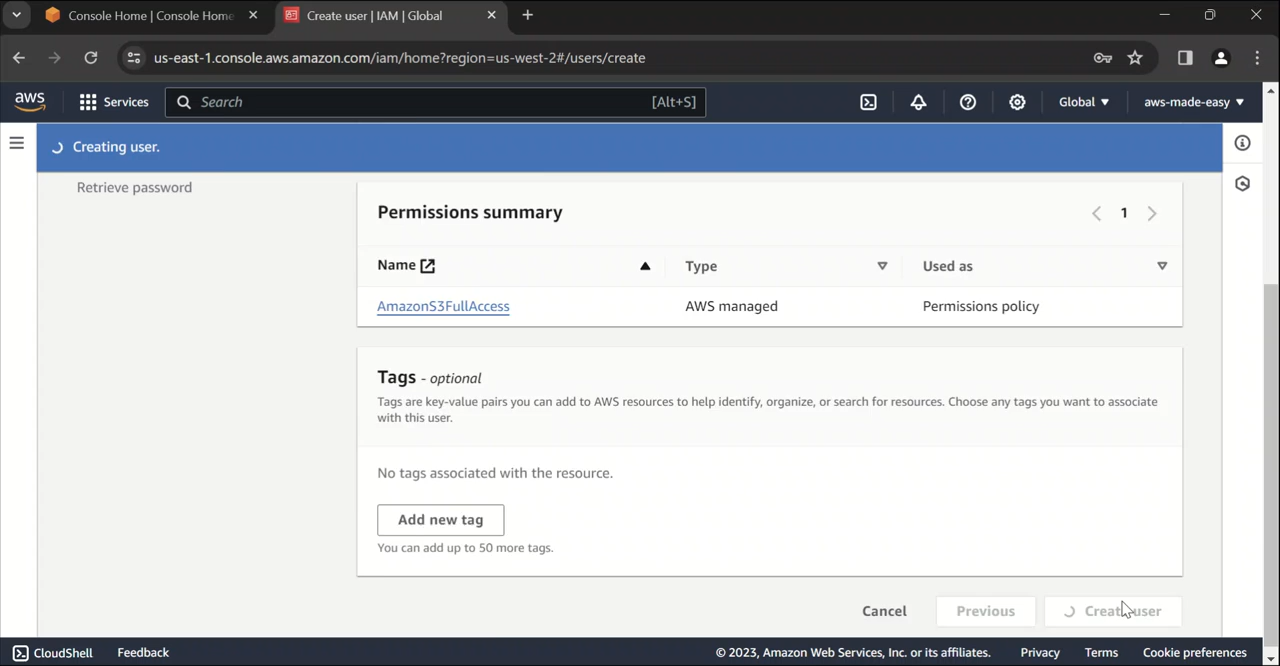 Console Home | Console Home
Create user | IAM | Global
us-east-1.console.aws.amazon.com/iam/home?region=us-west-2#/users/create
aws
Services
Search
[Alt+S]
Global
aws-made-easy
Creating user.
Retrieve password
Permissions summary
1
Name
Type
Used as
AmazonS3FullAccess
AWS managed
Permissions policy
Tags - optional
Tags are key-value pairs you can add to AWS resources to help identify, organize, or search for resources. Choose any tags you want to associate
with this user.
No tags associated with the resource.
Add new tag
You can add up to 50 more tags.
Cancel
Previous
Create user
CloudShell
Feedback
© 2023, Amazon Web Services, Inc. or its affiliates.
Privacy
Terms
Cookie preferences